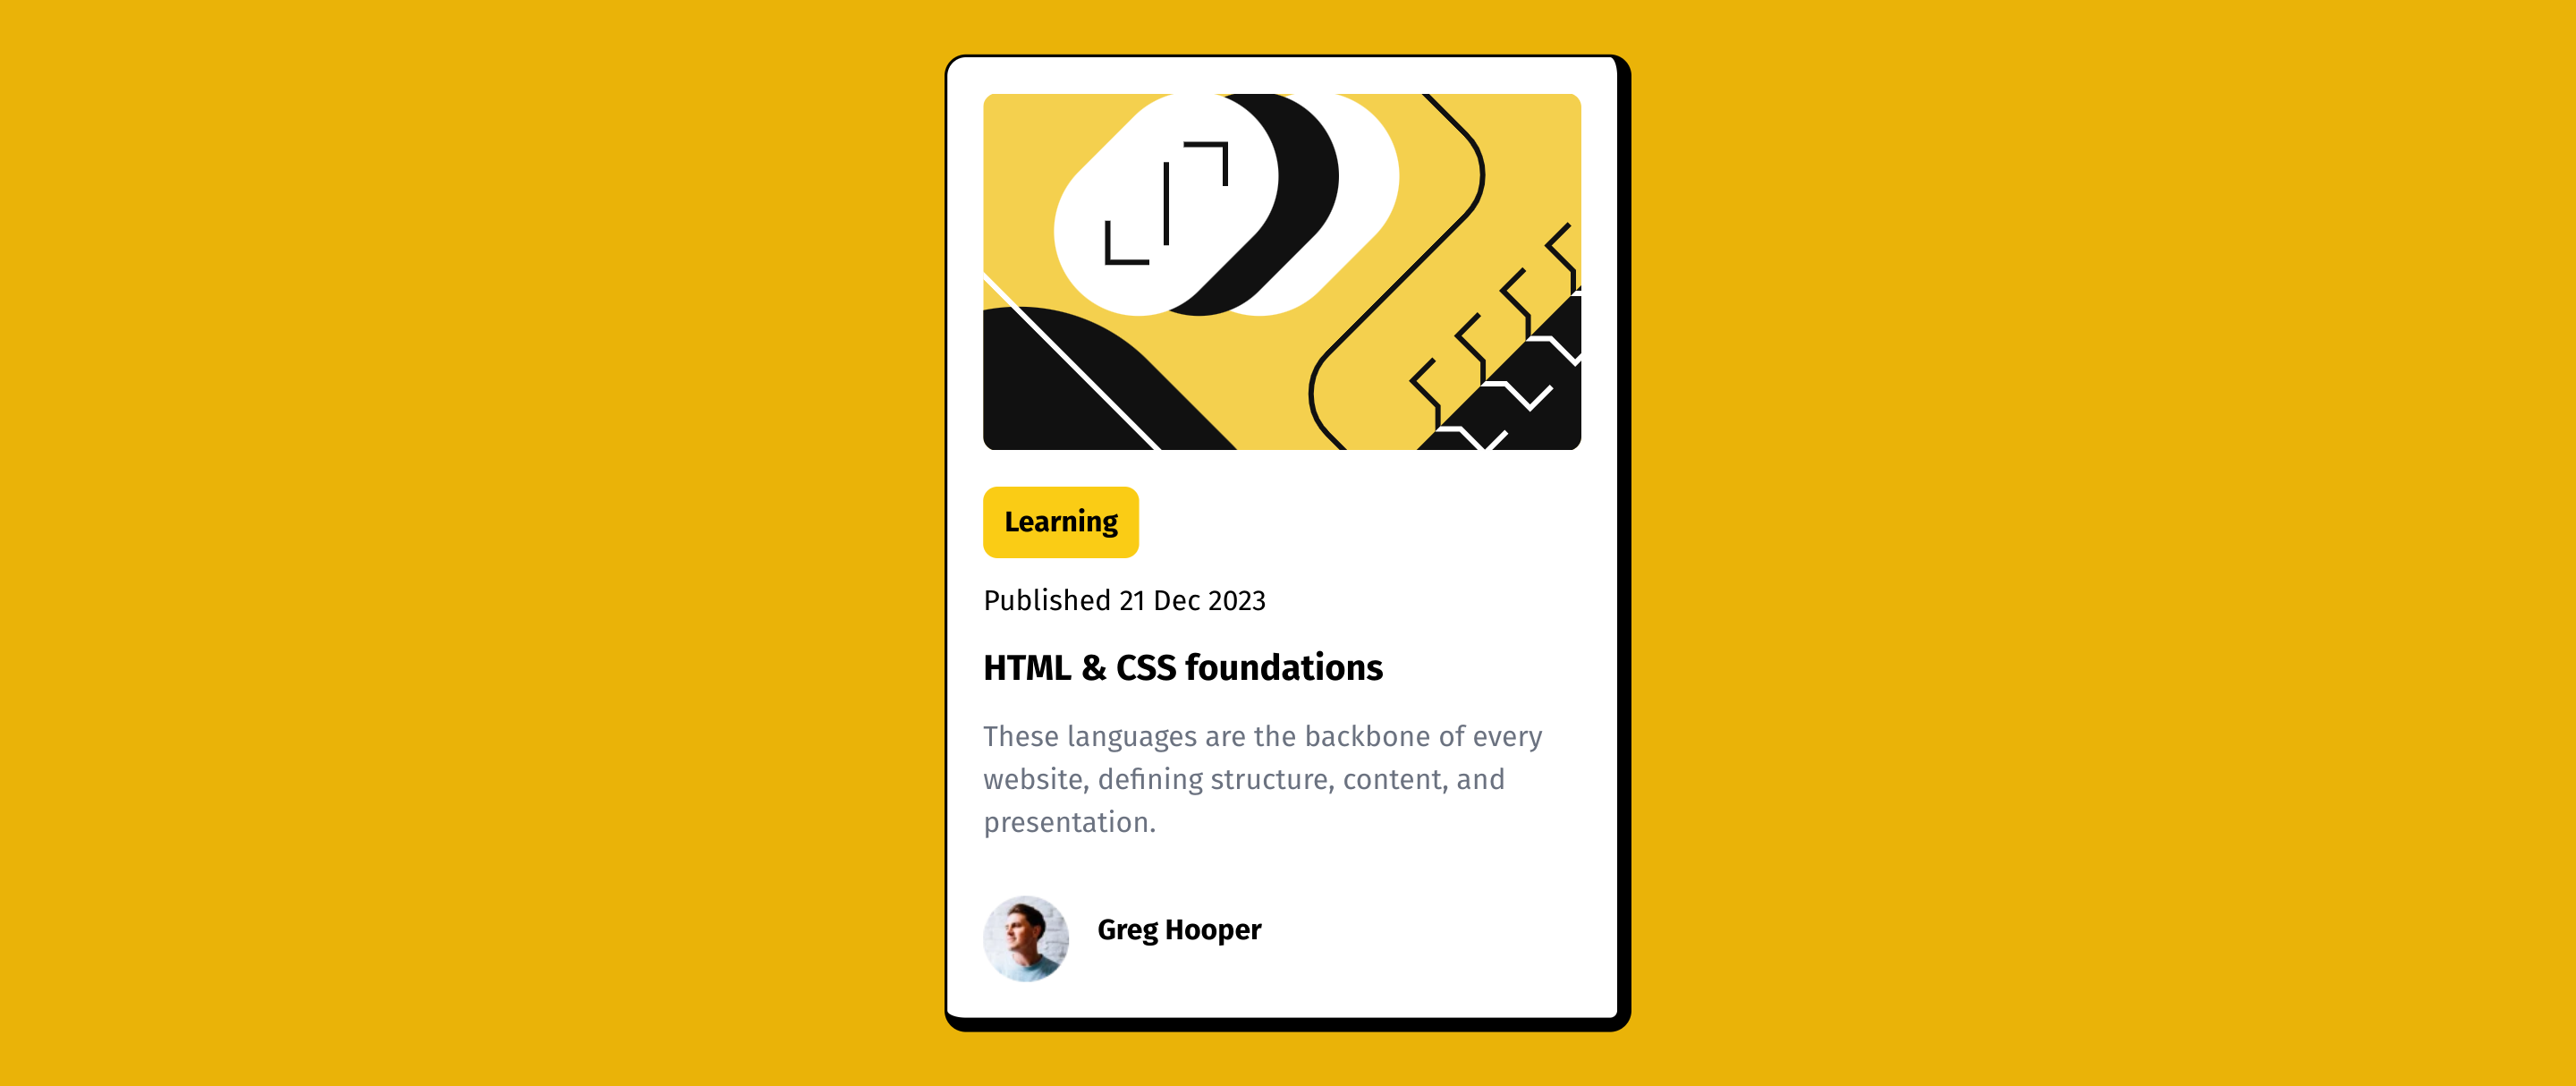 Learning
Published 21 Dec 2023
HTML & CSS foundations
These languages are the backbone of every
website, defining structure, content, and
presentation.
Greg Hooper